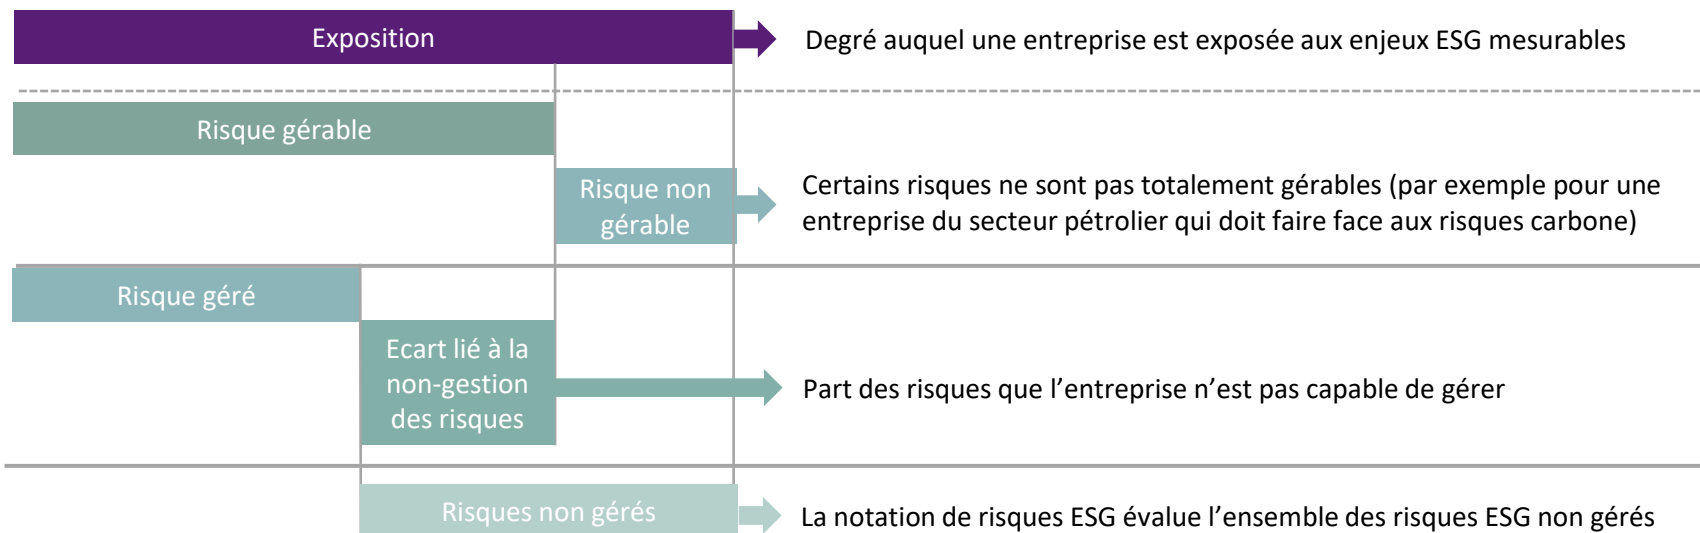 Exposition
Degré auquel une entreprise est exposée aux enjeux ESG mesurables
Risque gérable
Risque non
gérable
Certains risques ne sont pas totalement gérables (par exemple pour une
entreprise du secteur pétrolier qui doit faire face aux risques carbone)
Risque géré
Ecart lié à la
non-gestion
des risques
Part des risques que l’entreprise n’est pas capable de gérer
Risques non gérés
La notation de risques ESG évalue l’ensemble des risques ESG non gérés